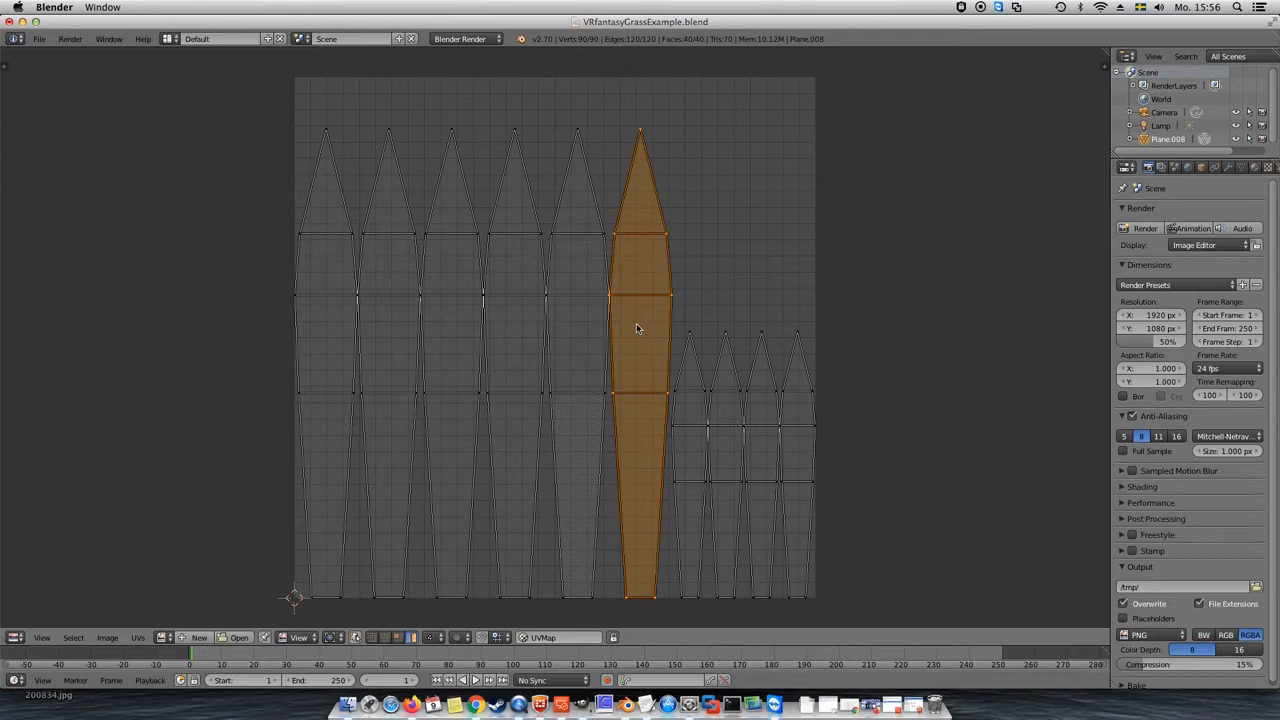 Blender Window Mo. 15:56
VRfantasyGrassExample.blend
File Render Window Help Default Scene Blender Render v2.70 | Verts:90/90 | Edges:120/120 | Faces:40/40 | Tris:70 | Mem:10.12M | Plane.008
View Search All Scenes
Scene
RenderLayers
World
Camera
Lamp
Plane.008
Scene
Render
Render Animation Audio
Display: Image Editor
Dimensions
Render Presets
Resolution: Frame Range:
X: 1920 px Start Frame: 1
Y: 1080 px End Fram: 250
50% Frame Step: 1
Aspect Ratio: Frame Rate:
X: 1.000 24 fps
Y: 1.000 Time Remapping:
Bor Cro 100 100
Anti-Aliasing
5 8 11 16 Mitchell-Netrav...
Full Sample Size: 1.000 px
Sampled Motion Blur
Shading
Performance
Post Processing
Freestyle
Stamp
Output
/tmp/
Overwrite File Extensions
Placeholders
PNG BW RGB RGBA
Color Depth: 8 16
Compression: 15%
Bake
View Select Image UVs New Open View UVMap
-50 -40 -30 -20 -10 0 10 20 30 40 50 60 70 80 90 100 110 120 130 140 150 160 170 180 190 200 210 220 230 240 250 260 270 280
View Marker Frame Playback Start: 1 End: 250 1 No Sync
200834.jpg